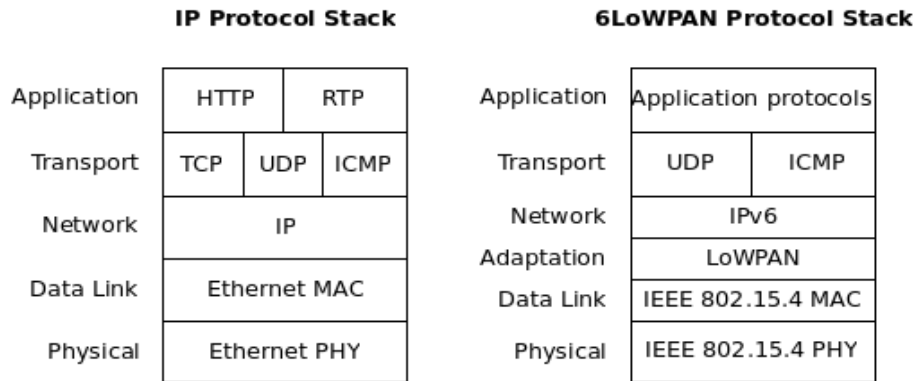 IP Protocol Stack
Application HTTP RTP
Transport TCP UDP ICMP
Network IP
Data Link Ethernet MAC
Physical Ethernet PHY
6LoWPAN Protocol Stack
Application Application protocols
Transport UDP ICMP
Network IPv6
Adaptation LoWPAN
Data Link IEEE 802.15.4 MAC
Physical IEEE 802.15.4 PHY